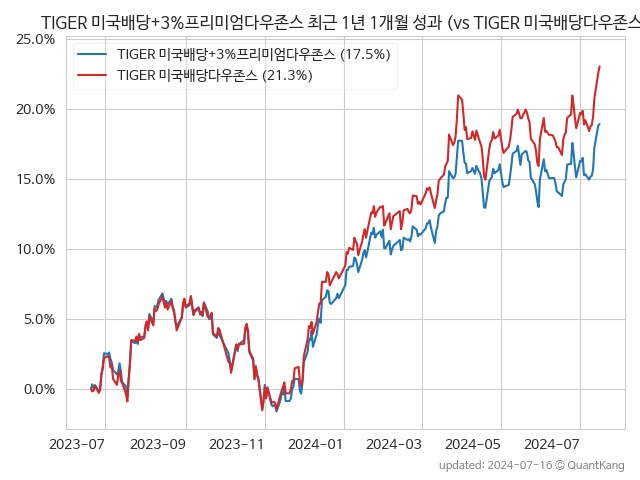 TIGER 미국배당+3%프리미엄다우존스 최근 1년 1개월 성과 (vs TIGER 미국배당다우존스
25.0%
TIGER 미국배당+3%프리미엄다우존스 (17.5%)
TIGER 미국배당다우존스 (21.3%)
20.0%
15.0%
10.0%
5.0%
0.0%
2023-07 2023-09 2023-11 2024-01 2024-03 2024-05 2024-07
updated: 2024-07-16 © QuantKang